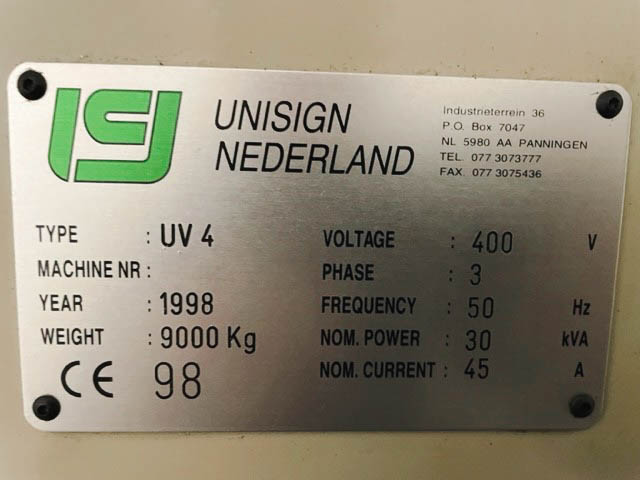 UNISIGN
NEDERLAND
Industrieterrein 36
P.O. Box 7047
NL 5980 AA PANNINGEN
TEL. 077 3073777
FAX. 077 3075436
TYPE : UV 4
MACHINE NR :
YEAR : 1998
WEIGHT : 9000 Kg
CE 98
VOLTAGE : 400 V
PHASE : 3
FREQUENCY : 50 Hz
NOM. POWER : 30 kVA
NOM. CURRENT : 45 A